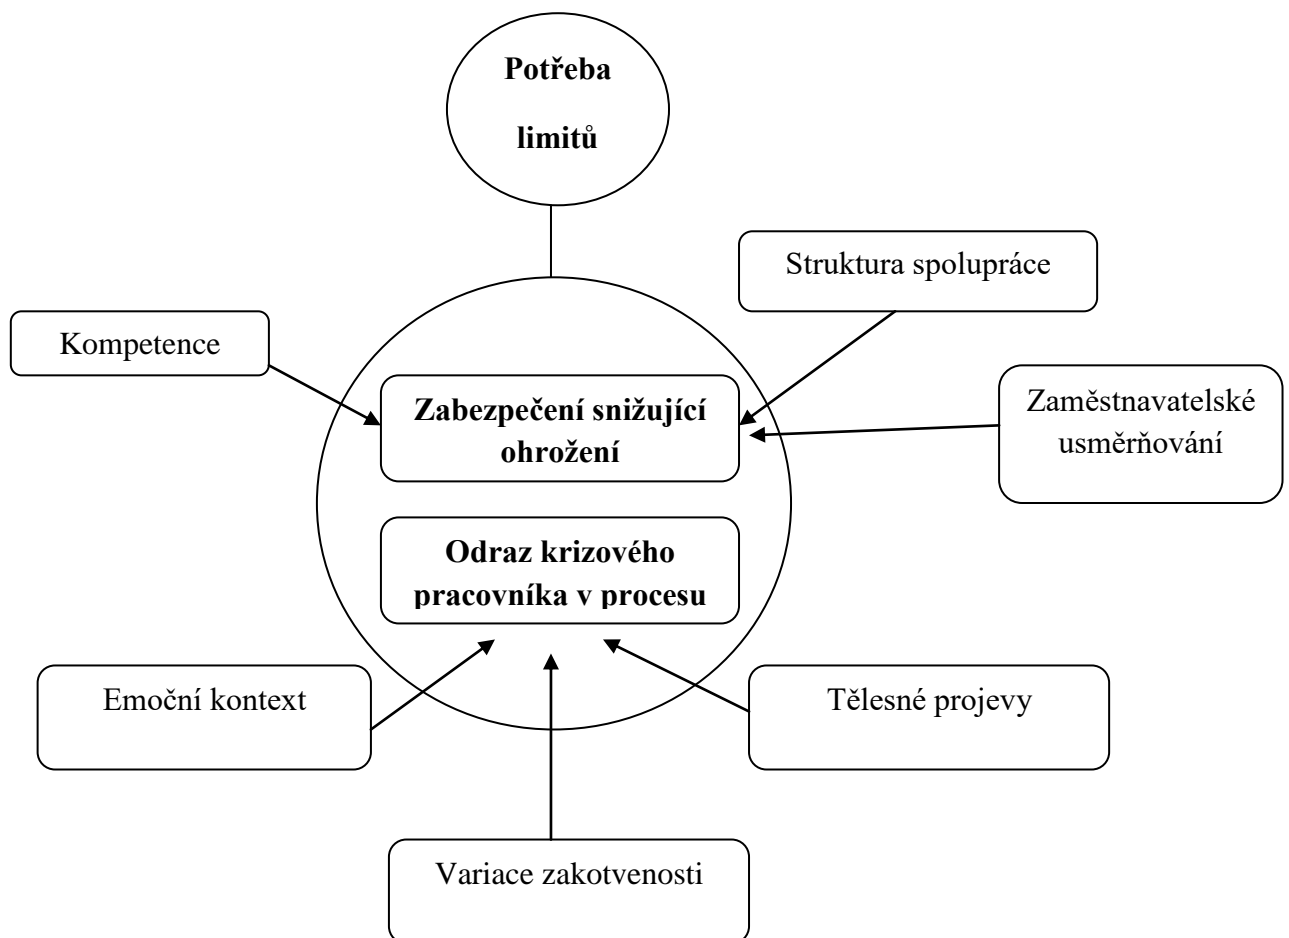 Potřeba
limitů
Struktura spolupráce
Kompetence
Zabezpečení snižující
ohrožení
Zaměstnavatelské
usměrňování
Odraz krizového
pracovníka v procesu
Emoční kontext
Tělesné projevy
Variace zakotvenosti